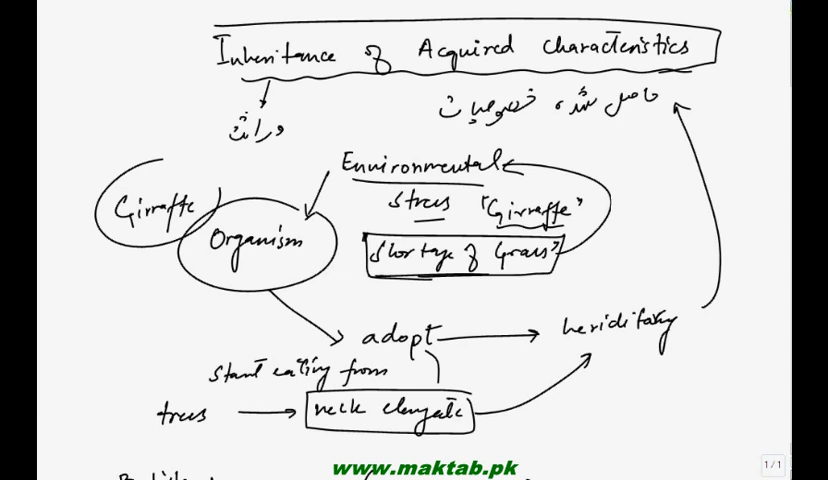 Inheritance of Acquired characteristics
وراثت
حاصل شدہ خصوصیات
Environmental
stress "Girraffe"
Girraffe
Organism
"Shortage of Grass"
adopt
heriditary
Start eating from
trees
neck elongate
www.maktab.pk
1/1